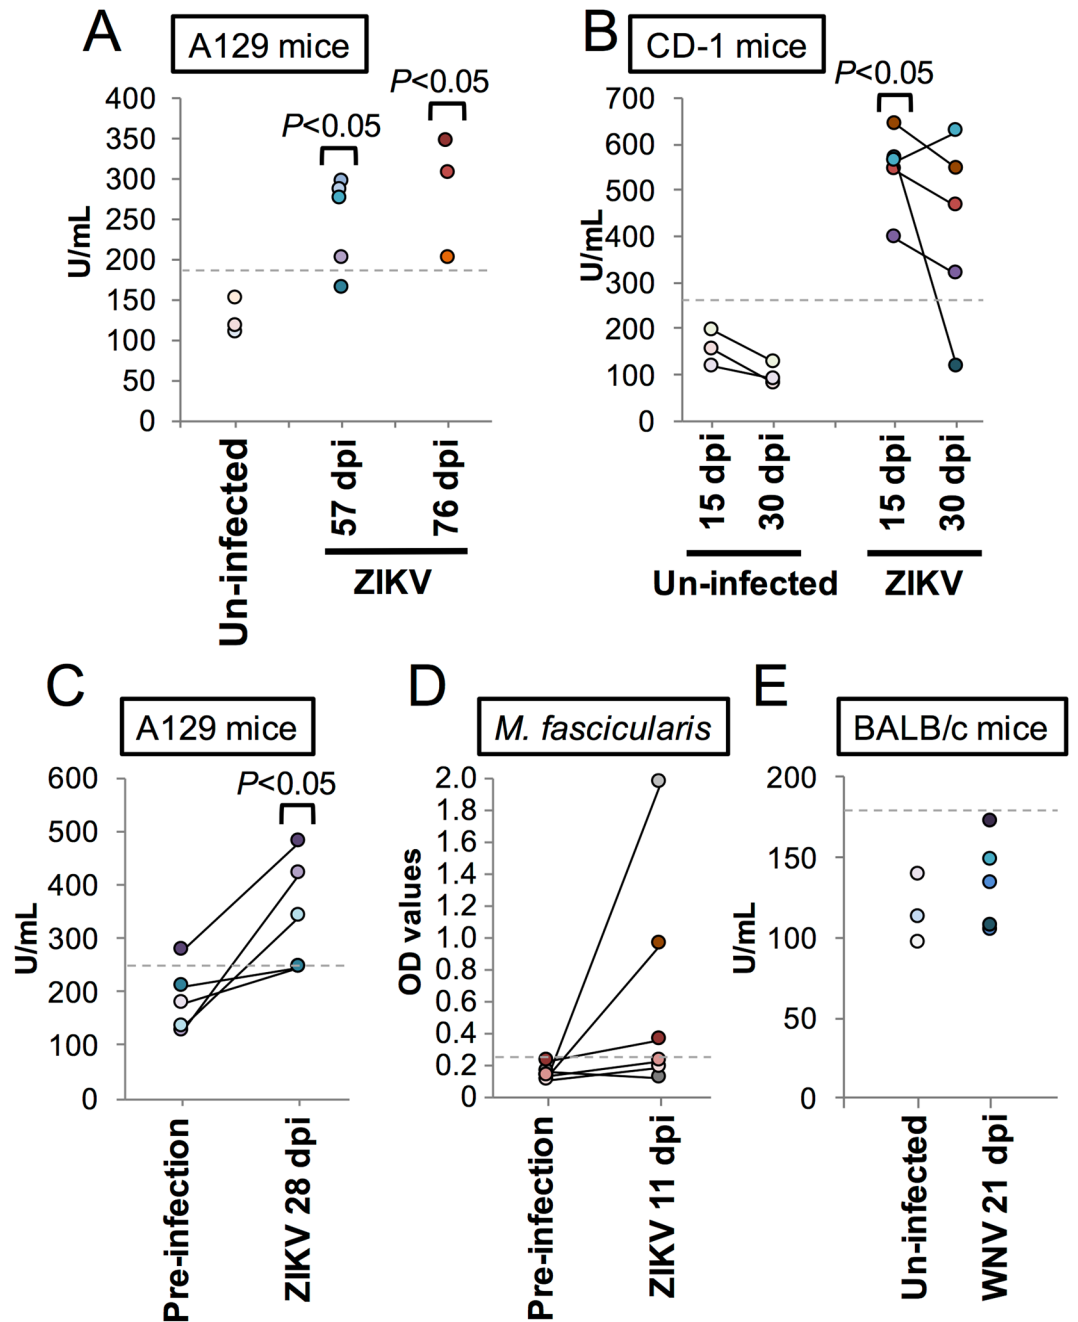 A
A129 mice
P<0.05
P<0.05
400
350
300
250
200
150
100
50
0
U/mL
Un-infected
57 dpi
76 dpi
ZIKV
B
CD-1 mice
P<0.05
700
600
500
400
300
200
100
0
U/mL
15 dpi
30 dpi
15 dpi
30 dpi
Un-infected
ZIKV
C
A129 mice
P<0.05
600
500
400
300
200
100
0
U/mL
Pre-infection
ZIKV 28 dpi
D
M. fascicularis
2.0
1.8
1.6
1.4
1.2
1.0
0.8
0.6
0.4
0.2
0
OD values
Pre-infection
ZIKV 11 dpi
E
BALB/c mice
200
150
100
50
0
U/mL
Un-infected
WNV 21 dpi